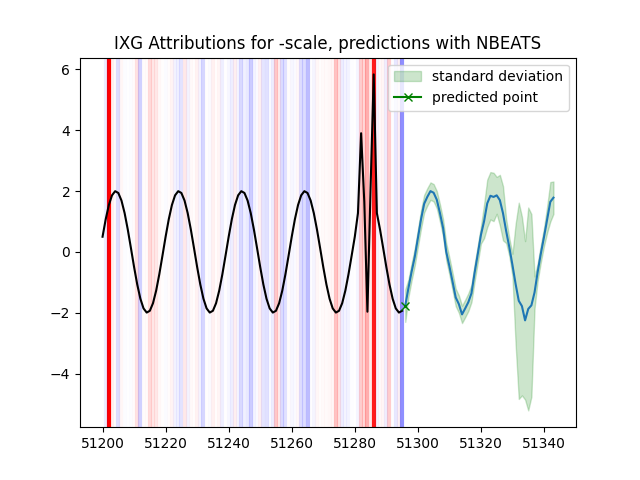 IXG Attributions for -scale, predictions with NBEATS
standard deviation
predicted point
6
4
2
0
−2
−4
51200 51220 51240 51260 51280 51300 51320 51340